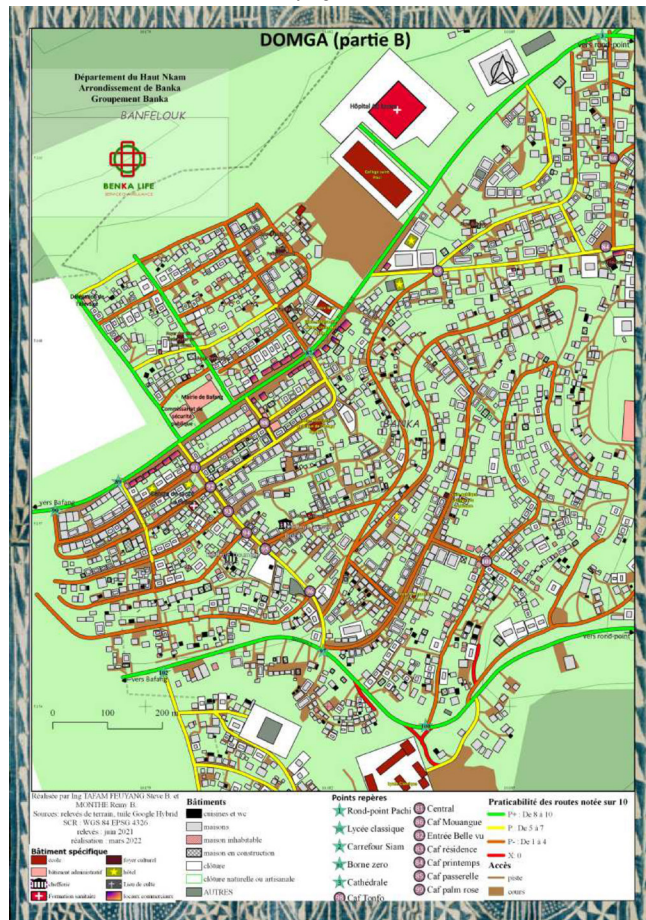 DOMGA (partie B)
vers rond-point
Département du Haut Nkam
Arrondissement de Banka
Groupement Banka
BANFELOUK
BENKA LIFE
Mairie de Bafang
Commissariat de
sécurité
publique
BANKA
vers Bafang
vers rond-point
vers Bafang
0 100 200 m
Réalisée par Ing TAFAM FEUYANG Steve B. et
MONTHE Remy B.
Sources: relevés de terrain, tuile Google Hybrid
SCR : WGS 84 EPSG 4326
relevés : juin 2021
réalisation : mars 2022
Bâtiment spécifique
école
bâtiment administratif
chefferie
Formation sanitaire
foyer culturel
hôtel
Lieu de culte
locaux commerciaux
Bâtiments
cuisines et wc
maisons
maison inhabitable
maison en construction
clôture
clôture naturelle ou artisanale
AUTRES
Points repères
Rond-point Pachi
Lycée classique
Carrefour Siam
Borne zero
Cathédrale
Caf Tonfo
Central
Caf Mouangue
Entrée Belle vu
Caf résidence
Caf printemps
Caf passerelle
Caf palm rose
Praticabilité des routes notée sur 10
P+ : De 8 à 10
P : De 5 à 7
P- : De 1 à 4
X: 0
Accès
piste
cours